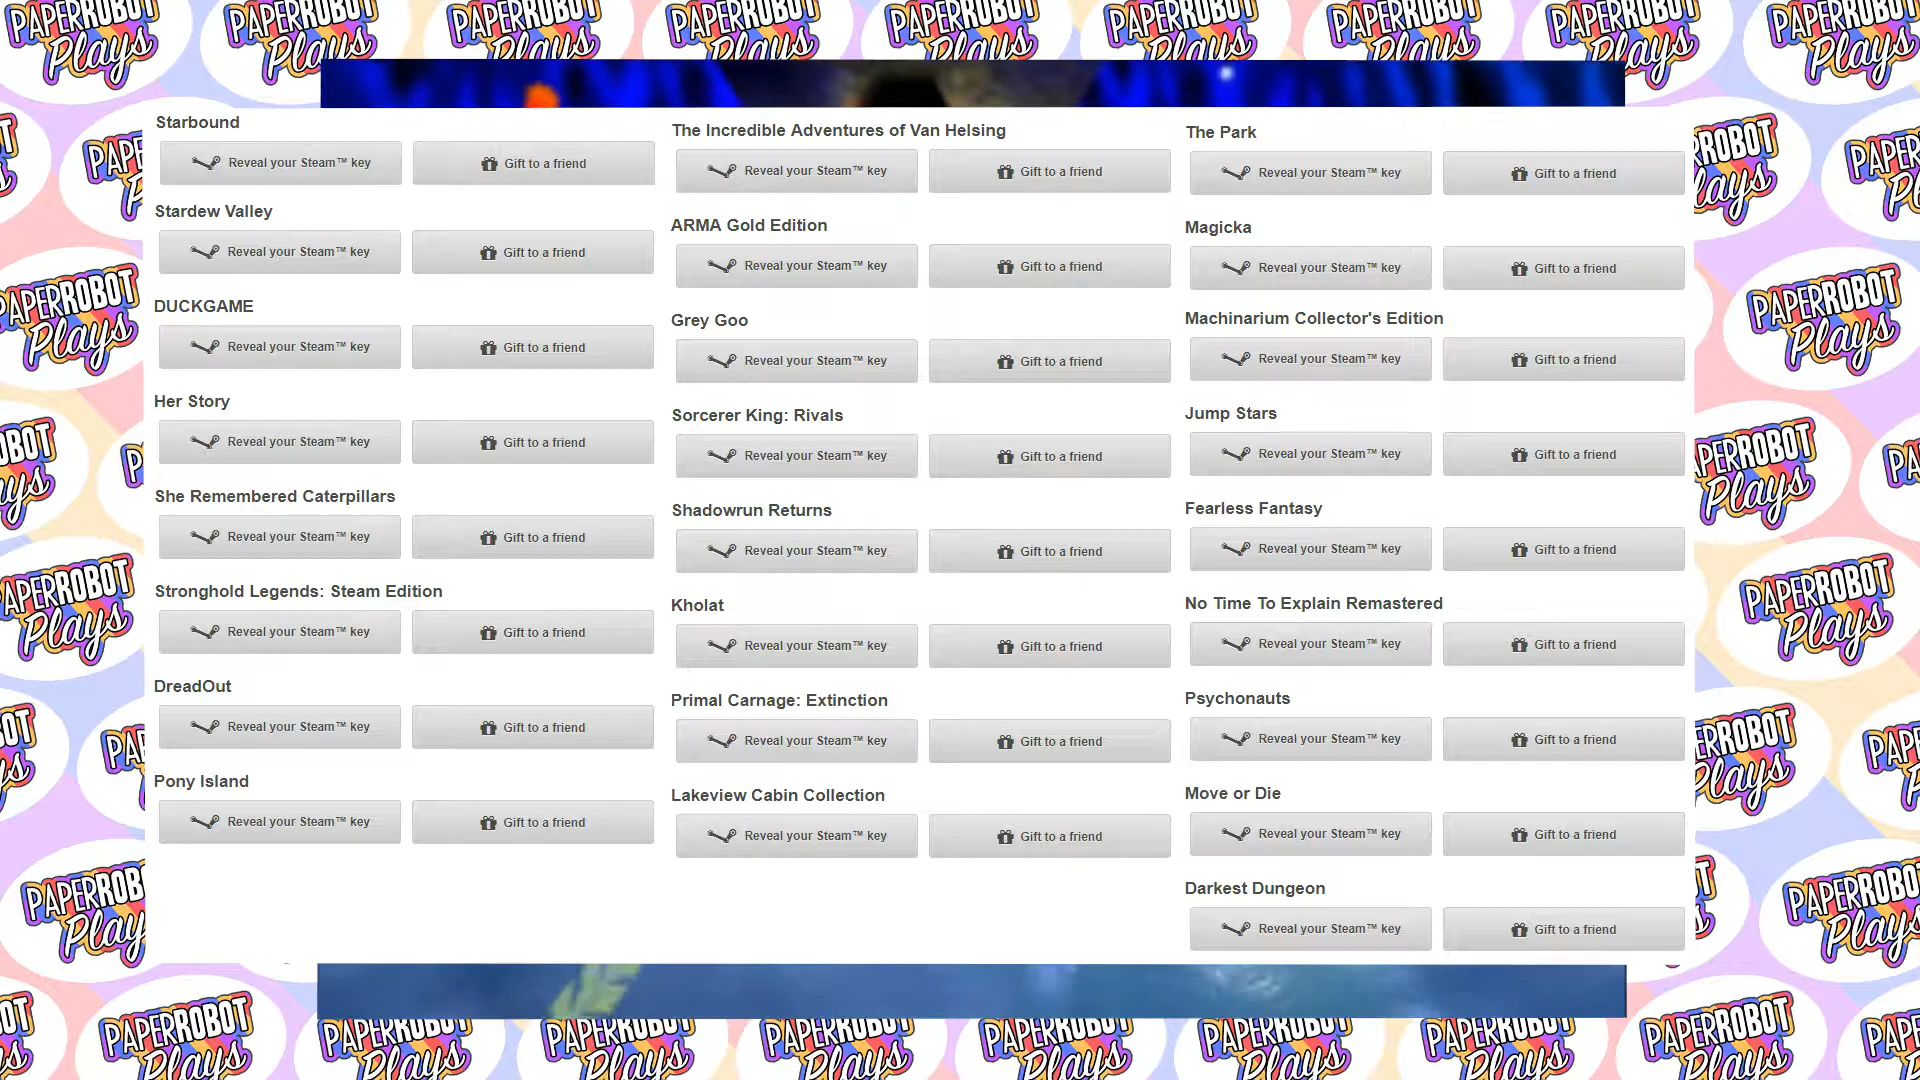 Starbound
Reveal your Steam™ key
Gift to a friend
Stardew Valley
Reveal your Steam™ key
Gift to a friend
DUCKGAME
Reveal your Steam™ key
Gift to a friend
Her Story
Reveal your Steam™ key
Gift to a friend
She Remembered Caterpillars
Reveal your Steam™ key
Gift to a friend
Stronghold Legends: Steam Edition
Reveal your Steam™ key
Gift to a friend
DreadOut
Reveal your Steam™ key
Gift to a friend
Pony Island
Reveal your Steam™ key
Gift to a friend
The Incredible Adventures of Van Helsing
Reveal your Steam™ key
Gift to a friend
ARMA Gold Edition
Reveal your Steam™ key
Gift to a friend
Grey Goo
Reveal your Steam™ key
Gift to a friend
Sorcerer King: Rivals
Reveal your Steam™ key
Gift to a friend
Shadowrun Returns
Reveal your Steam™ key
Gift to a friend
Kholat
Reveal your Steam™ key
Gift to a friend
Primal Carnage: Extinction
Reveal your Steam™ key
Gift to a friend
Lakeview Cabin Collection
Reveal your Steam™ key
Gift to a friend
The Park
Reveal your Steam™ key
Gift to a friend
Magicka
Reveal your Steam™ key
Gift to a friend
Machinarium Collector's Edition
Reveal your Steam™ key
Gift to a friend
Jump Stars
Reveal your Steam™ key
Gift to a friend
Fearless Fantasy
Reveal your Steam™ key
Gift to a friend
No Time To Explain Remastered
Reveal your Steam™ key
Gift to a friend
Psychonauts
Reveal your Steam™ key
Gift to a friend
Move or Die
Reveal your Steam™ key
Gift to a friend
Darkest Dungeon
Reveal your Steam™ key
Gift to a friend
PAPERROBOT
Plays